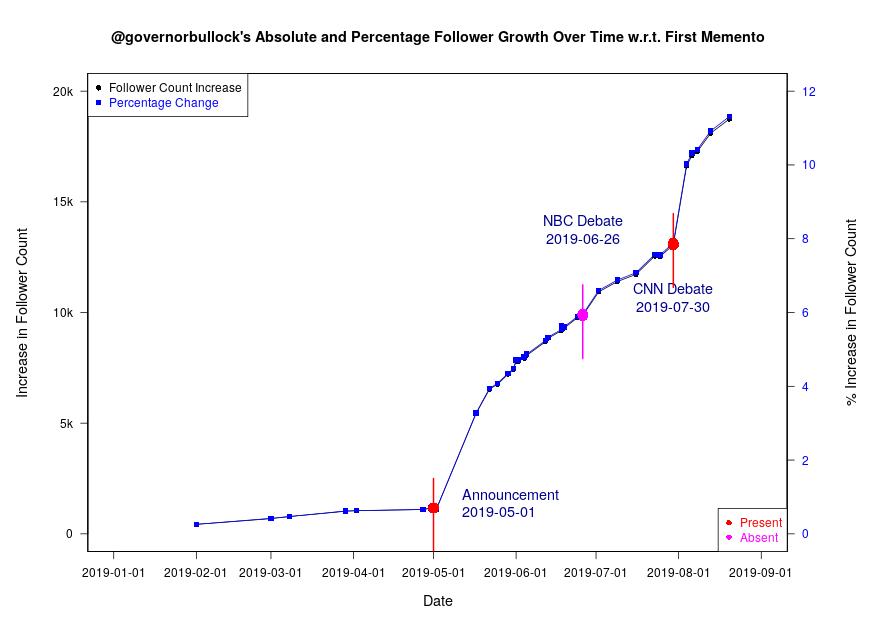 @governorbullock's Absolute and Percentage Follower Growth Over Time w.r.t. First Memento
Follower Count Increase
Percentage Change
20k
15k
10k
5k
0
Increase in Follower Count
12
10
8
6
4
2
0
% Increase in Follower Count
NBC Debate
2019-06-26
CNN Debate
2019-07-30
Announcement
2019-05-01
Present
Absent
2019-01-01
2019-02-01
2019-03-01
2019-04-01
2019-05-01
2019-06-01
2019-07-01
2019-08-01
2019-09-01
Date